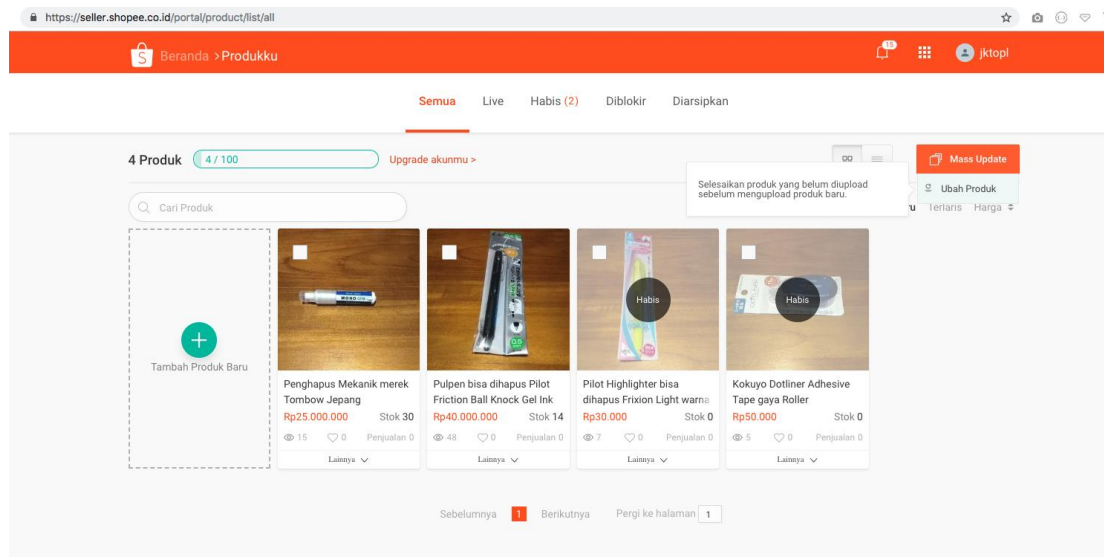 https://seller.shopee.co.id/portal/product/list/all
Beranda >Produkku
15
jktopl
Semua Live Habis (2) Diblokir Diarsipkan
4 Produk 4 / 100 Upgrade akunmu >
Mass Update
Selesaikan produk yang belum diupload
sebelum mengupload produk baru.
Ubah Produk
Cari Produk
Terlaris Harga
Tambah Produk Baru
MONO
Penghapus Mekanik merek
Tombow Jepang
Rp25.000.000 Stok 30
15 0 Penjualan 0
Lainnya
0.5
Pulpen bisa dihapus Pilot
Friction Ball Knock Gel Ink
Rp40.000.000 Stok 14
48 0 Penjualan 0
Lainnya
Habis
Pilot Highlighter bisa
dihapus Frixion Light warna
Rp30.000 Stok 0
7 0 Penjualan 0
Lainnya
Habis
Kokuyo Dotliner Adhesive
Tape gaya Roller
Rp50.000 Stok 0
5 0 Penjualan 0
Lainnya
Sebelumnya 1 Berikutnya Pergi ke halaman 1